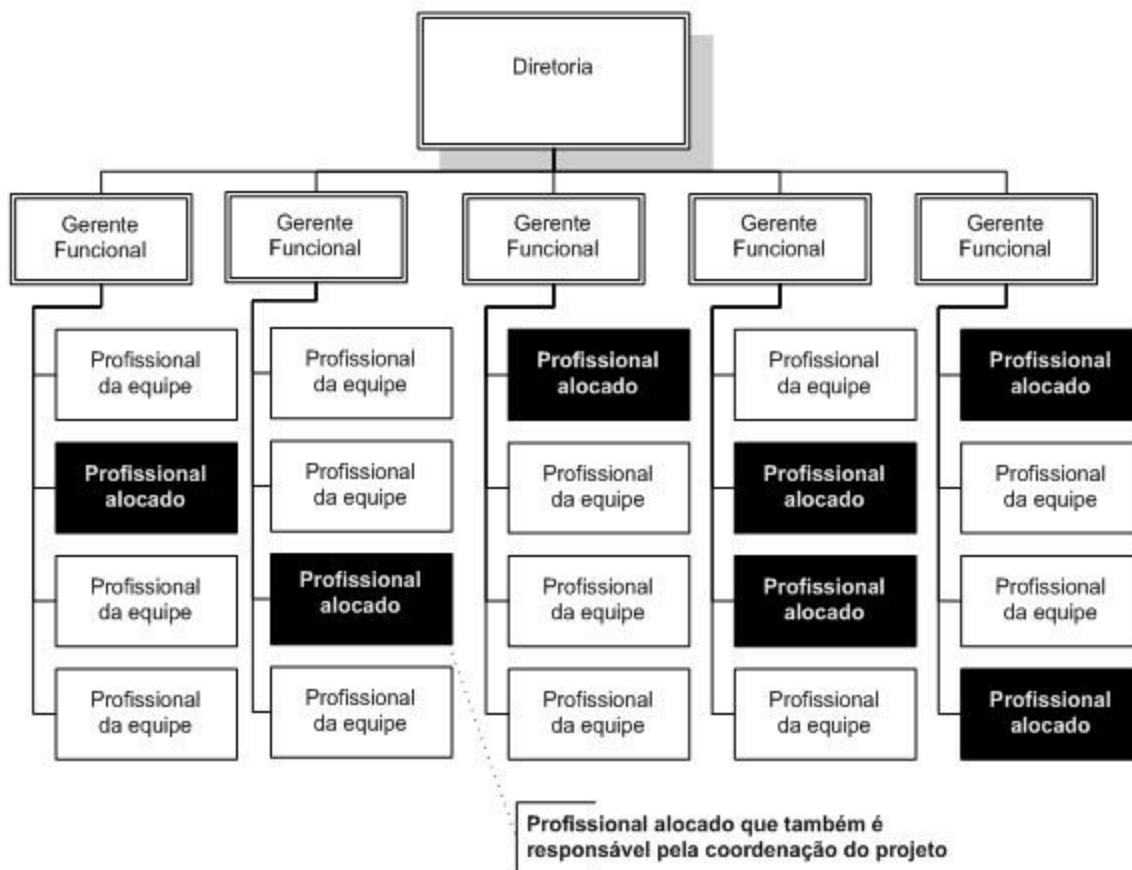 Diretoria
Gerente
Funcional
Gerente
Funcional
Gerente
Funcional
Gerente
Funcional
Gerente
Funcional
Profissional
da equipe
Profissional
da equipe
Profissional
alocado
Profissional
da equipe
Profissional
alocado
Profissional
alocado
Profissional
da equipe
Profissional
da equipe
Profissional
alocado
Profissional
da equipe
Profissional
da equipe
Profissional
alocado
Profissional
da equipe
Profissional
alocado
Profissional
da equipe
Profissional
da equipe
Profissional
da equipe
Profissional
da equipe
Profissional
da equipe
Profissional
alocado
Profissional alocado que também é
responsável pela coordenação do projeto